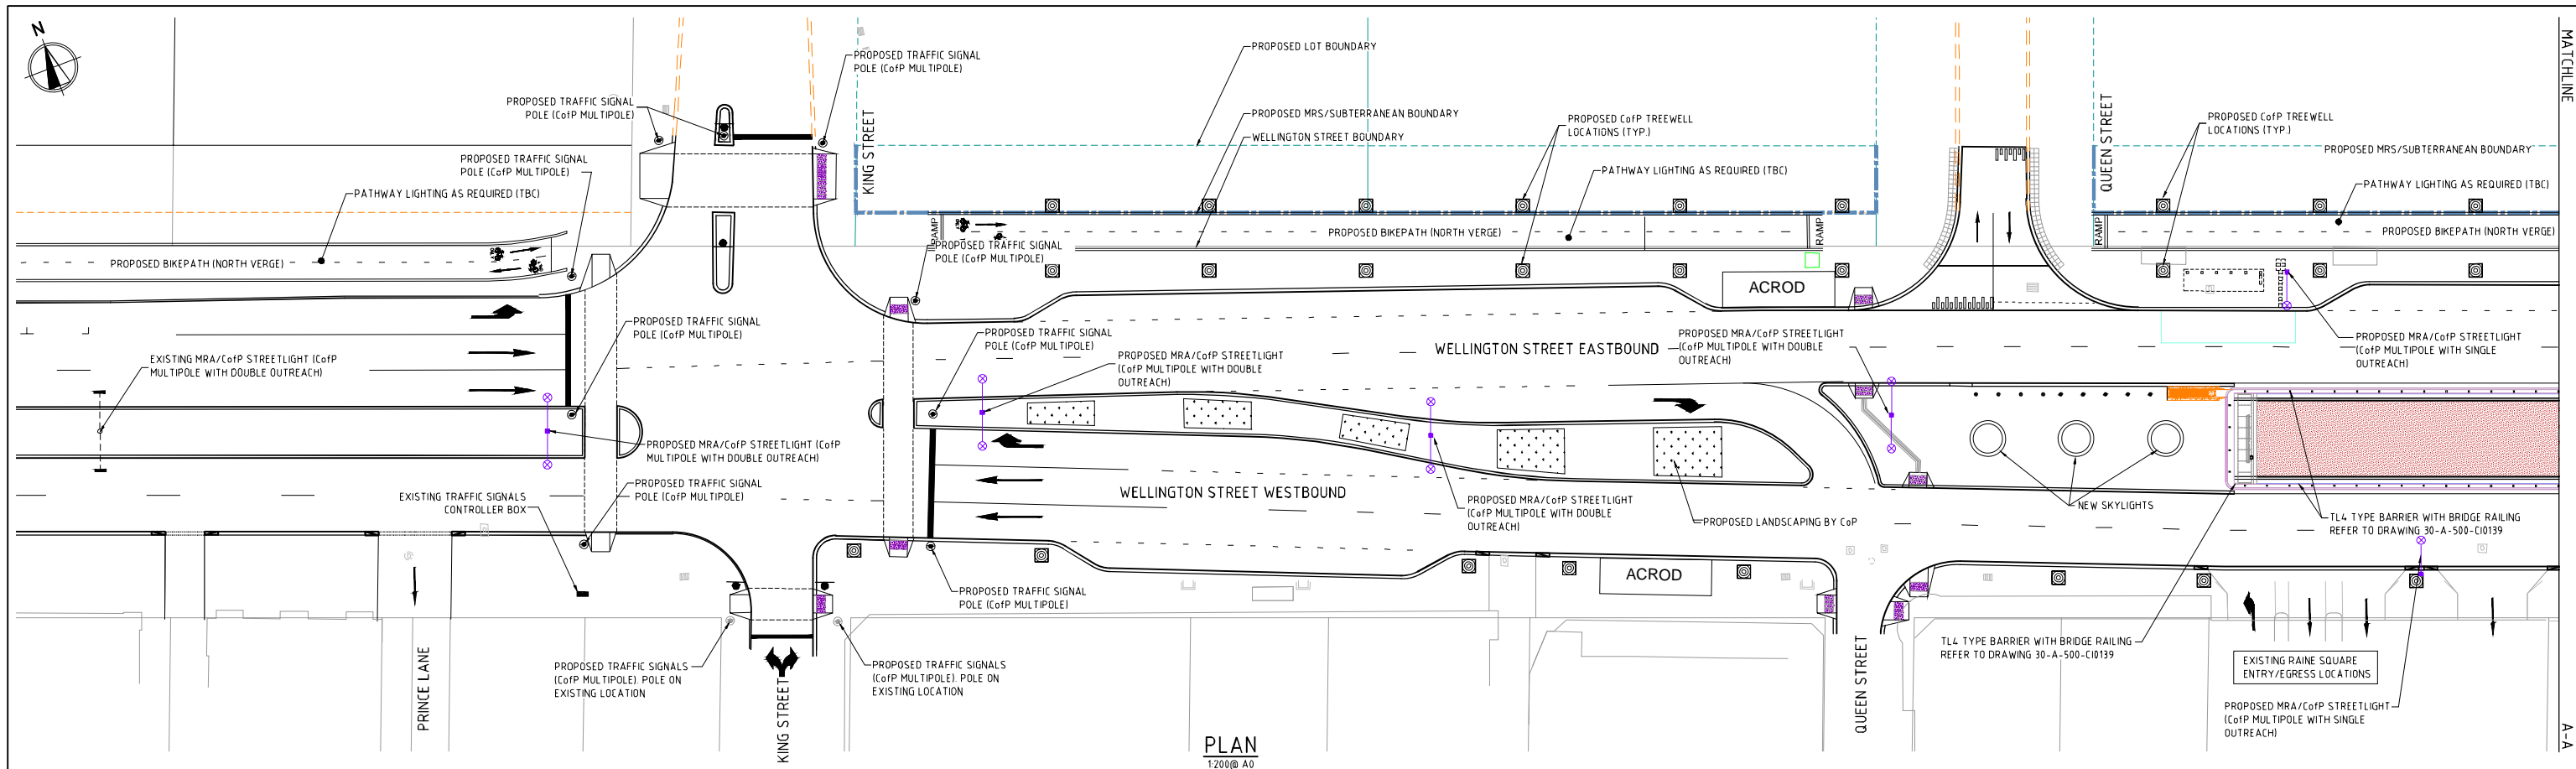 N
PROPOSED TRAFFIC SIGNAL
POLE (CofP MULTIPOLE)
PROPOSED LOT BOUNDARY
MATCHLINE
PROPOSED TRAFFIC SIGNAL
POLE (CofP MULTIPOLE)
KING STREET
PROPOSED MRS/SUBTERRANEAN BOUNDARY
WELLINGTON STREET BOUNDARY
PROPOSED CofP TREEWELL
LOCATIONS (TYP.)
QUEEN STREET
PROPOSED CofP TREEWELL
LOCATIONS (TYP.)
PROPOSED MRS/SUBTERRANEAN BOUNDARY
PROPOSED TRAFFIC SIGNAL
POLE (CofP MULTIPOLE)
PATHWAY LIGHTING AS REQUIRED (TBC)
PATHWAY LIGHTING AS REQUIRED (TBC)
PATHWAY LIGHTING AS REQUIRED (TBC)
RAMP
PROPOSED BIKEPATH (NORTH VERGE)
RAMP
RAMP
PROPOSED BIKEPATH (NORTH VERGE)
PROPOSED TRAFFIC SIGNAL
POLE (CofP MULTIPOLE)
PROPOSED BIKEPATH (NORTH VERGE)
ACROD
PROPOSED TRAFFIC SIGNAL
POLE (CofP MULTIPOLE)
PROPOSED TRAFFIC SIGNAL
POLE (CofP MULTIPOLE)
WELLINGTON STREET EASTBOUND
PROPOSED MRA/CofP STREETLIGHT
(CofP MULTIPOLE WITH DOUBLE
OUTREACH)
PROPOSED MRA/CofP STREETLIGHT
(CofP MULTIPOLE WITH SINGLE
OUTREACH)
EXISTING MRA/CofP STREETLIGHT (CofP
MULTIPOLE WITH DOUBLE OUTREACH)
PROPOSED MRA/CofP STREETLIGHT
(CofP MULTIPOLE WITH DOUBLE
OUTREACH)
PROPOSED MRA/CofP STREETLIGHT (CofP
MULTIPOLE WITH DOUBLE OUTREACH)
PROPOSED TRAFFIC SIGNAL
POLE (CofP MULTIPOLE)
WELLINGTON STREET WESTBOUND
EXISTING TRAFFIC SIGNALS
CONTROLLER BOX
PROPOSED MRA/CofP STREETLIGHT
(CofP MULTIPOLE WITH DOUBLE
OUTREACH)
PROPOSED LANDSCAPING BY CoP
NEW SKYLIGHTS
TL4 TYPE BARRIER WITH BRIDGE RAILING
REFER TO DRAWING 30-A-500-CI0139
ACROD
PROPOSED TRAFFIC SIGNAL
POLE (CofP MULTIPOLE)
TL4 TYPE BARRIER WITH BRIDGE RAILING
REFER TO DRAWING 30-A-500-CI0139
PRINCE LANE
PROPOSED TRAFFIC SIGNALS
(CofP MULTIPOLE). POLE ON
EXISTING LOCATION
KING STREET
PROPOSED TRAFFIC SIGNALS
(CofP MULTIPOLE). POLE ON
EXISTING LOCATION
QUEEN STREET
EXISTING RAINE SQUARE
ENTRY/EGRESS LOCATIONS
PROPOSED MRA/CofP STREETLIGHT
(CofP MULTIPOLE WITH SINGLE
OUTREACH)
A-A
PLAN
1:200@ A0